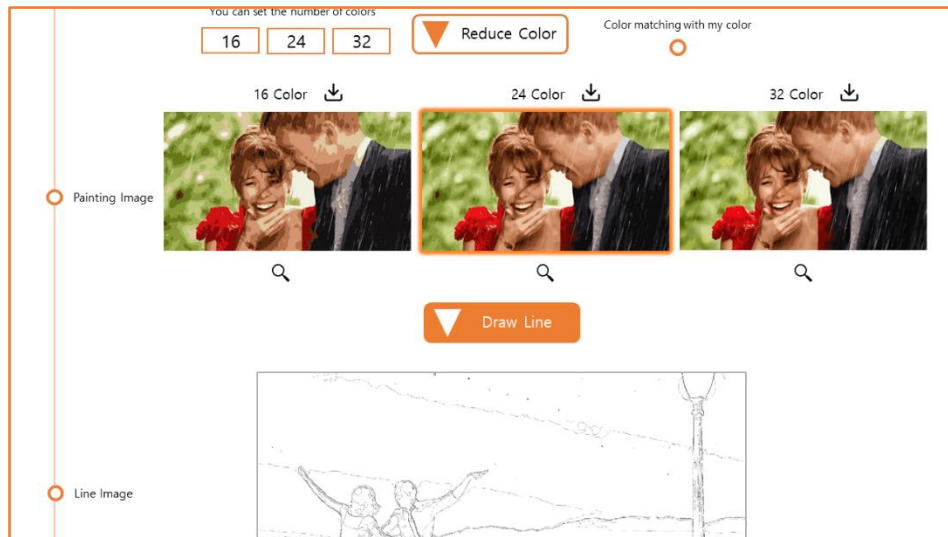 You can set the number of colors
16
24
32
Reduce Color
Color matching with my color
16 Color
24 Color
32 Color
Painting Image
Draw Line
Line Image